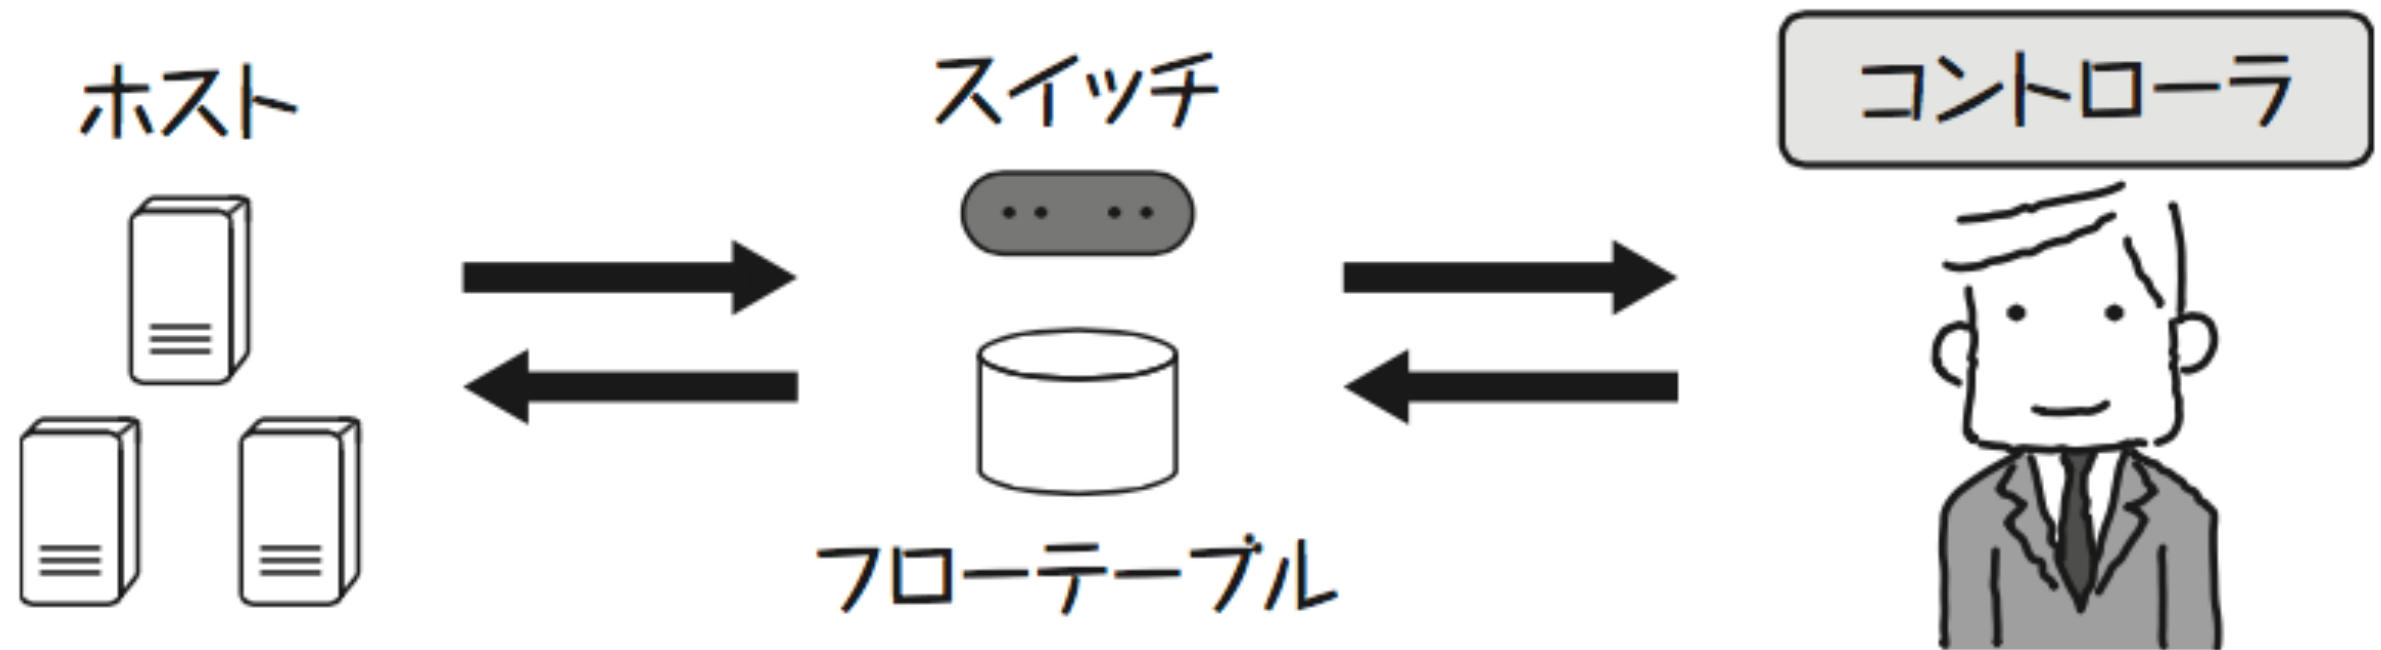 ホスト
スイッチ
コントローラ
フローテーブル